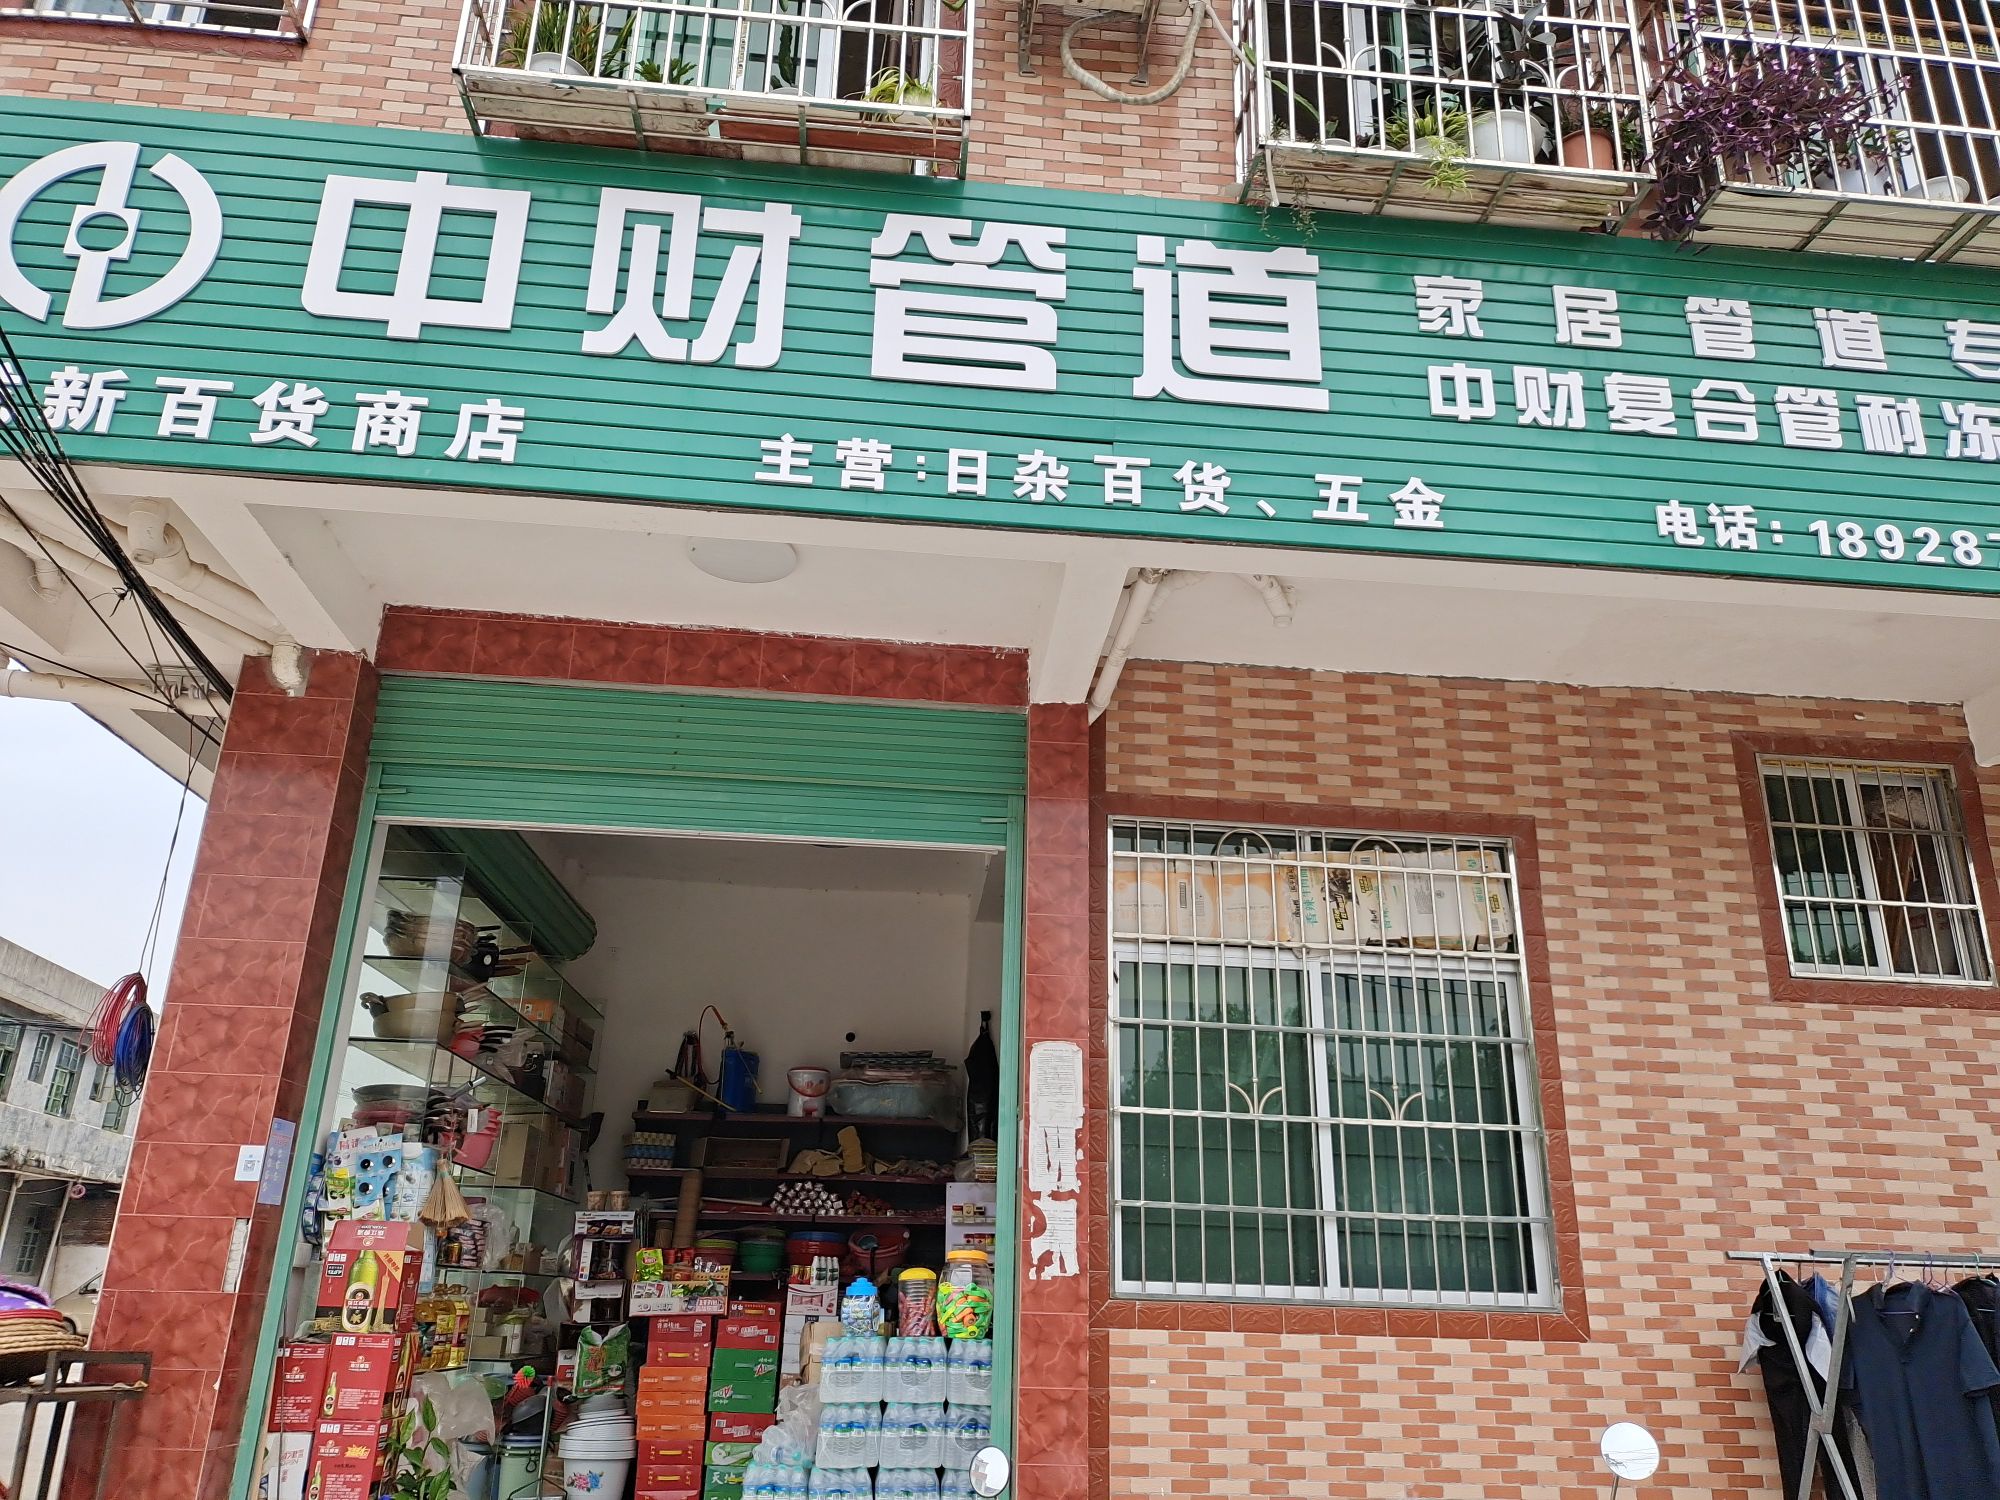 中财管道
家居管道专
中财复合管耐冻
新百货商店
主营:日杂百货、五金
电话:189287